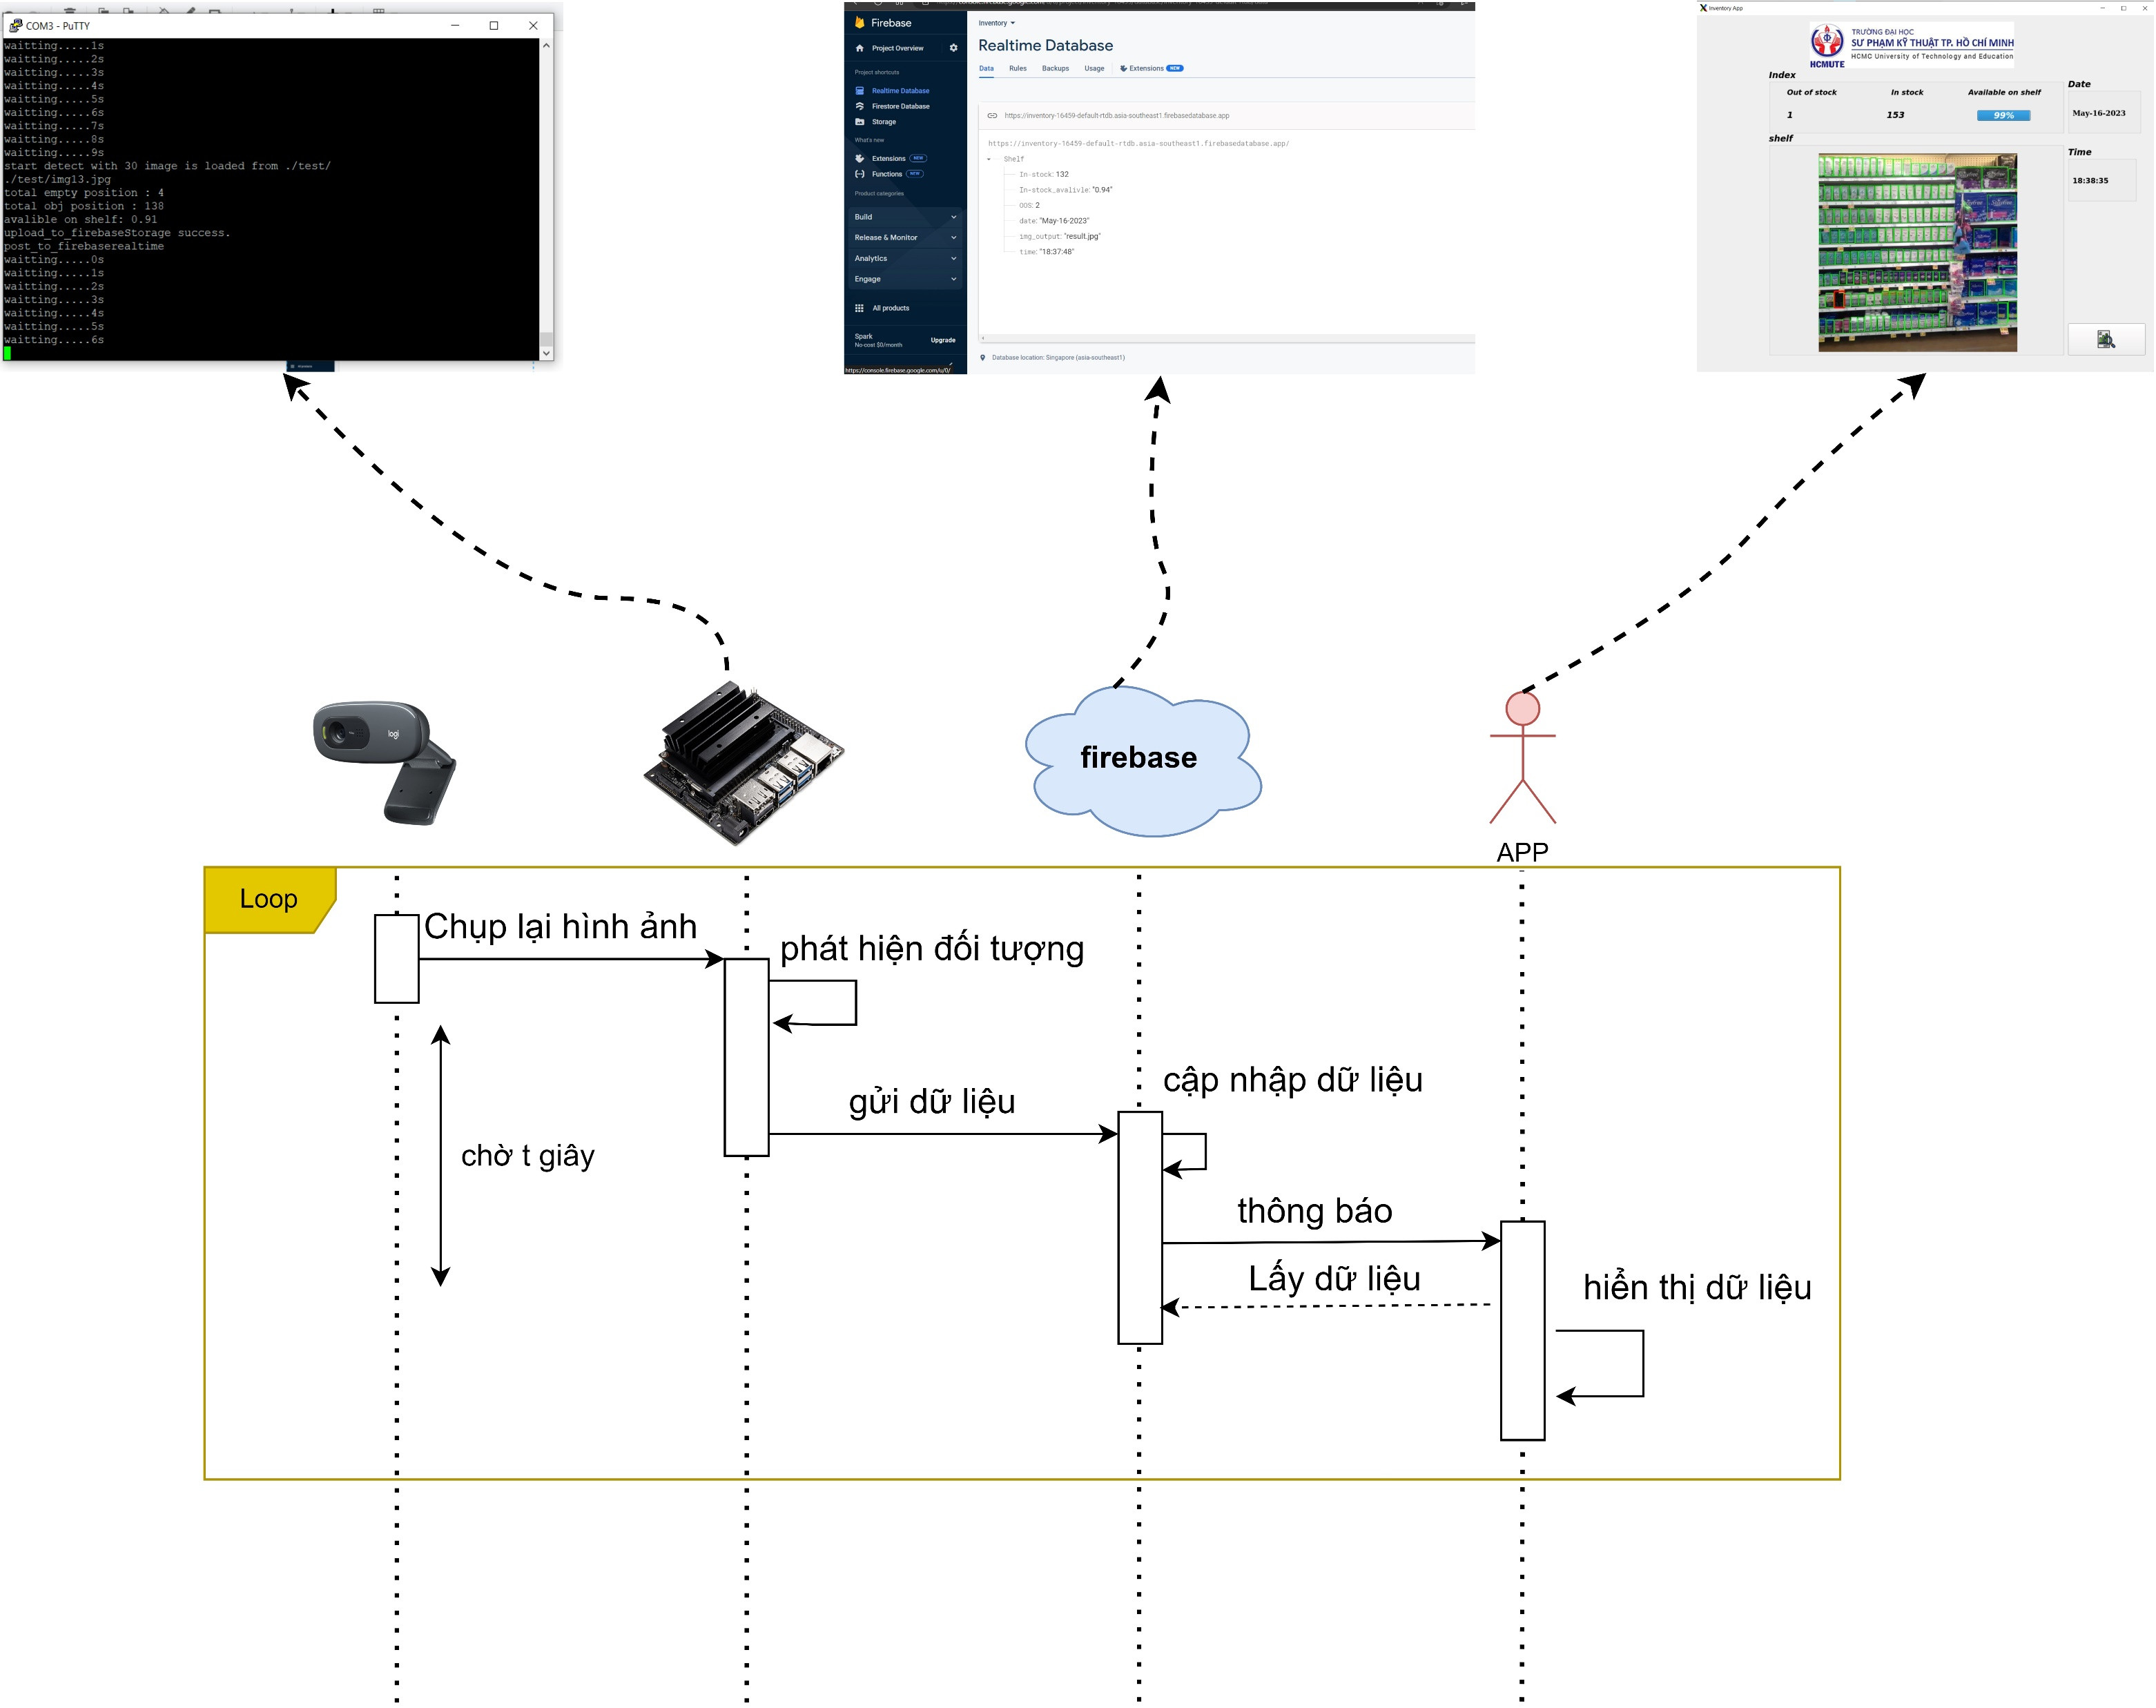 COM3 - PuTTY
waitting.....1s
waitting.....2s
waitting.....3s
waitting.....4s
waitting.....5s
waitting.....6s
waitting.....7s
waitting.....8s
waitting.....9s
start detect with 30 image is loaded from ./test/
./test/img13.jpg
total empty position : 4
total obj position : 138
avalible on shelf: 0.91
upload_to_firebaseStorage success.
post_to_firebaserealtime
waitting.....0s
waitting.....1s
waitting.....2s
waitting.....3s
waitting.....4s
waitting.....5s
waitting.....6s
Firebase
Project Overview
Project shortcuts
Realtime Database
Firestore Database
Storage
What's new
Extensions NEW
Functions NEW
Product categories
Build
Release & Monitor
Analytics
Engage
All products
Spark
No-cost $0/month
Upgrade
https://console.firebase.google.com/u/0/
Inventory
Realtime Database
Data Rules Backups Usage Extensions NEW
https://inventory-16459-default-rtdb.asia-southeast1.firebasedatabase.app
https://inventory-16459-default-rtdb.asia-southeast1.firebasedatabase.app/
Shelf
In-stock: 132
In-stock_avalivle: "0.94"
OOS: 2
date: "May-16-2023"
img_output: "result.jpg"
time: "18:37:48"
Database location: Singapore (asia-southeast1)
Inventory App
HCMUTE
TRƯỜNG ĐẠI HỌC
SƯ PHẠM KỸ THUẬT TP. HỒ CHÍ MINH
HCMC University of Technology and Education
Index
Out of stock In stock Available on shelf
1 153 99%
Date
May-16-2023
shelf
Time
18:38:35
logi
firebase
APP
Loop
Chụp lại hình ảnh
phát hiện đối tượng
cập nhập dữ liệu
gửi dữ liệu
chờ t giây
thông báo
Lấy dữ liệu
hiển thị dữ liệu